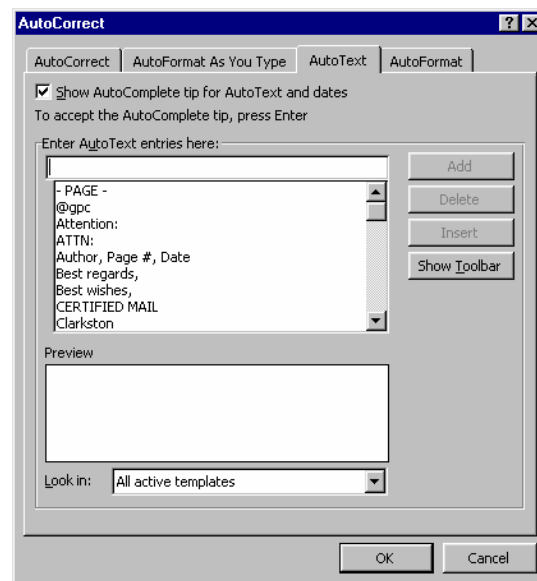 AutoCorrect
AutoCorrect AutoFormat As You Type AutoText AutoFormat
Show AutoComplete tip for AutoText and dates
To accept the AutoComplete tip, press Enter
Enter AutoText entries here:
Add
- PAGE -
@gpc
Delete
Attention:
ATTN:
Insert
Author, Page #, Date
Best regards,
Show Toolbar
Best wishes,
CERTIFIED MAIL
Clarkston
Preview
Look in: All active templates
OK Cancel